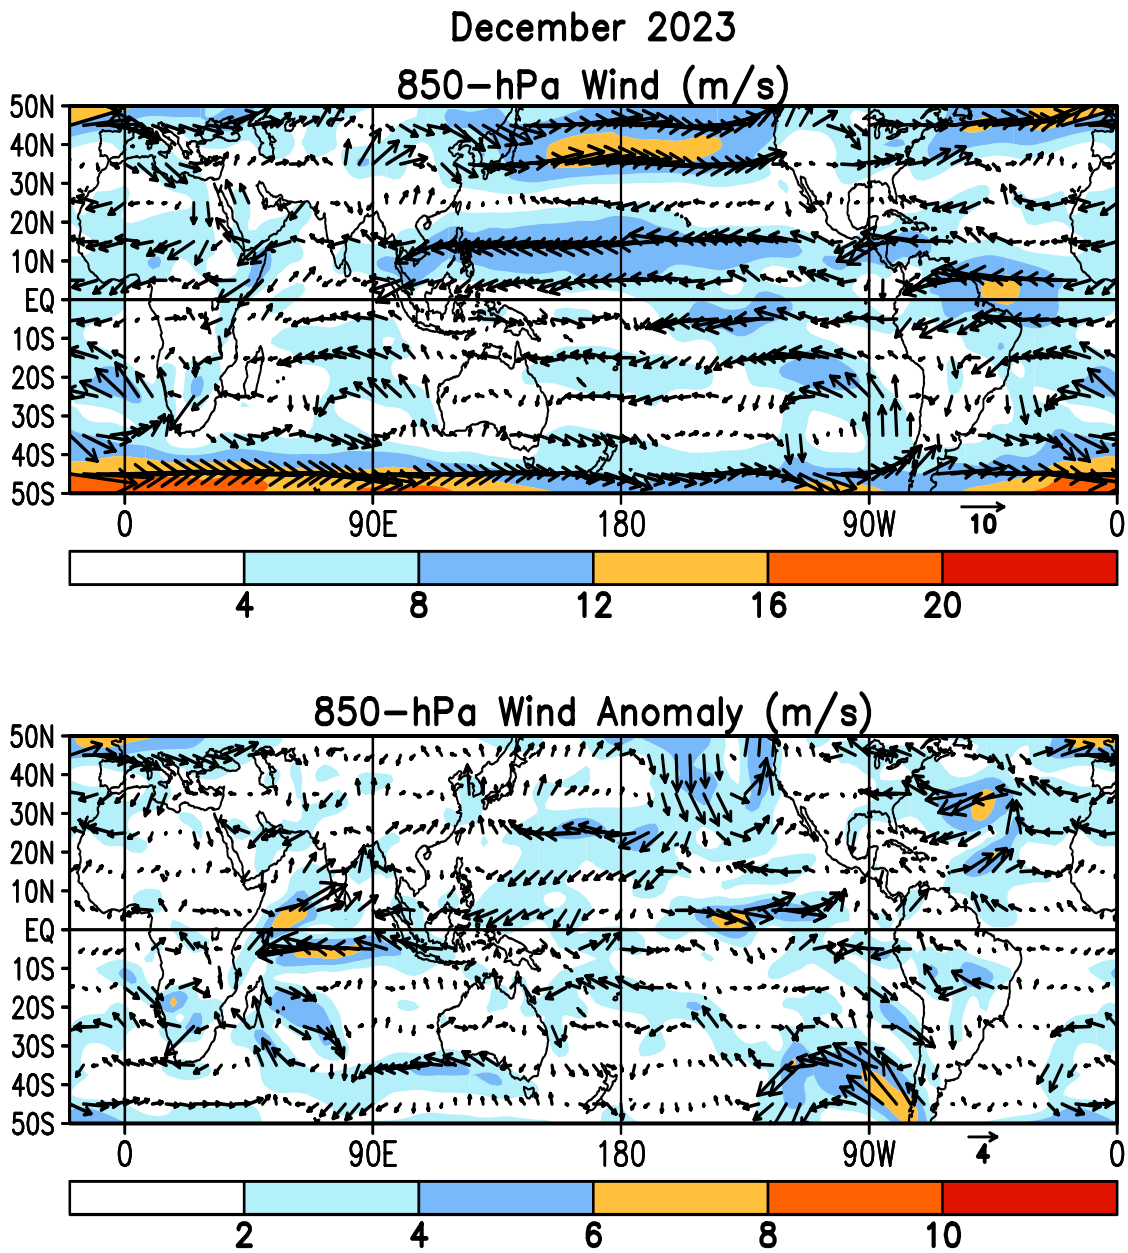 December 2023
850-hPa Wind (m/s)
50N
40N
30N
20N
10N
EQ
10S
20S
30S
40S
50S
0 90E 180 90W 0
10
4 8 12 16 20
850-hPa Wind Anomaly (m/s)
50N
40N
30N
20N
10N
EQ
10S
20S
30S
40S
50S
0 90E 180 90W 0
4
2 4 6 8 10